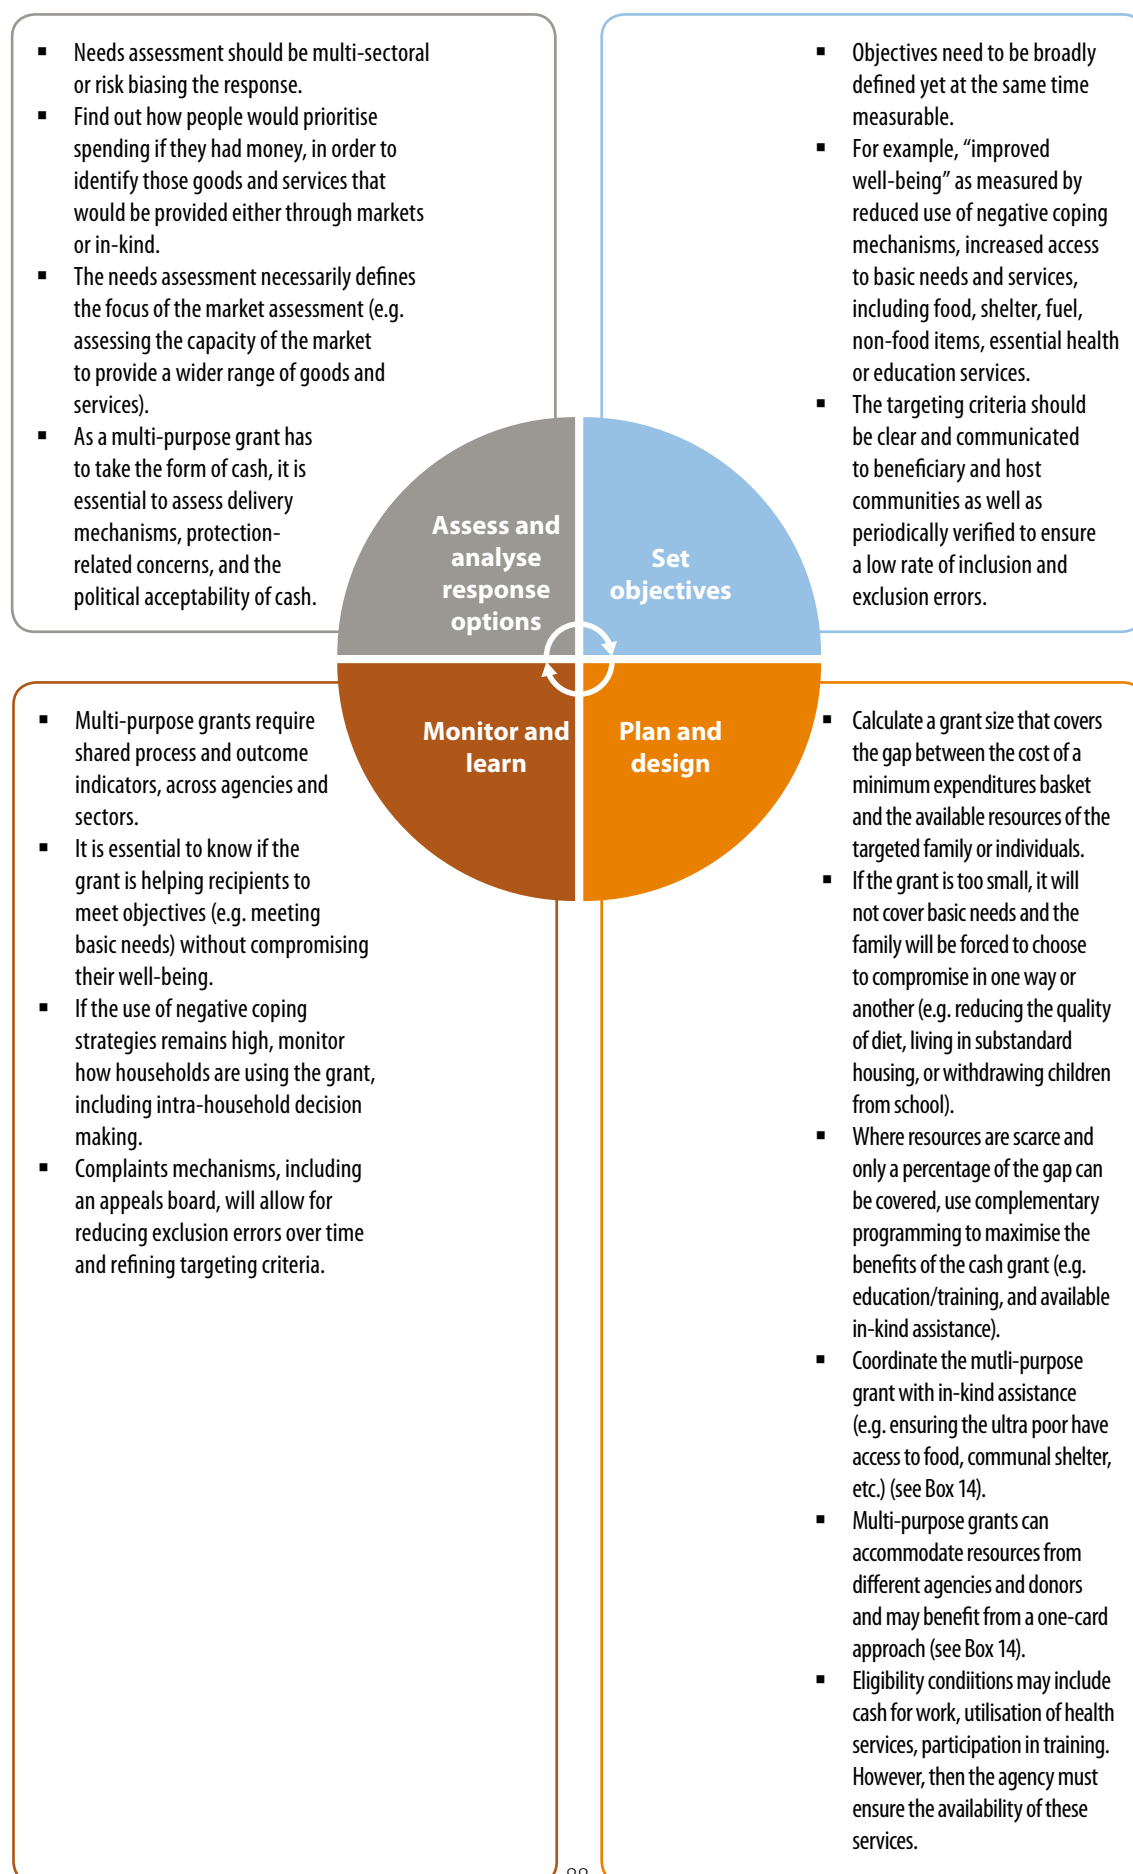 ▪ Needs assessment should be multi-sectoral
or risk biasing the response.
▪ Find out how people would prioritise
spending if they had money, in order to
identify those goods and services that
would be provided either through markets
or in-kind.
▪ The needs assessment necessarily defines
the focus of the market assessment (e.g.
assessing the capacity of the market
to provide a wider range of goods and
services).
▪ As a multi-purpose grant has
to take the form of cash, it is
essential to assess delivery
mechanisms, protection-
related concerns, and the
political acceptability of cash.
▪ Objectives need to be broadly
defined yet at the same time
measurable.
▪ For example, “improved
well-being” as measured by
reduced use of negative coping
mechanisms, increased access
to basic needs and services,
including food, shelter, fuel,
non-food items, essential health
or education services.
▪ The targeting criteria should
be clear and communicated
to beneficiary and host
communities as well as
periodically verified to ensure
a low rate of inclusion and
exclusion errors.
Assess and
analyse
response
options
Set
objectives
Monitor and
learn
Plan and
design
▪ Multi-purpose grants require
shared process and outcome
indicators, across agencies and
sectors.
▪ It is essential to know if the
grant is helping recipients to
meet objectives (e.g. meeting
basic needs) without compromising
their well-being.
▪ If the use of negative coping
strategies remains high, monitor
how households are using the grant,
including intra-household decision
making.
▪ Complaints mechanisms, including
an appeals board, will allow for
reducing exclusion errors over time
and refining targeting criteria.
▪ Calculate a grant size that covers
the gap between the cost of a
minimum expenditures basket
and the available resources of the
targeted family or individuals.
▪ If the grant is too small, it will
not cover basic needs and the
family will be forced to choose
to compromise in one way or
another (e.g. reducing the quality
of diet, living in substandard
housing, or withdrawing children
from school).
▪ Where resources are scarce and
only a percentage of the gap can
be covered, use complementary
programming to maximise the
benefits of the cash grant (e.g.
education/training, and available
in-kind assistance).
▪ Coordinate the mutli-purpose
grant with in-kind assistance
(e.g. ensuring the ultra poor have
access to food, communal shelter,
etc.) (see Box 14).
▪ Multi-purpose grants can
accommodate resources from
different agencies and donors
and may benefit from a one-card
approach (see Box 14).
▪ Eligibility condiitions may include
cash for work, utilisation of health
services, participation in training.
However, then the agency must
ensure the availability of these
services.